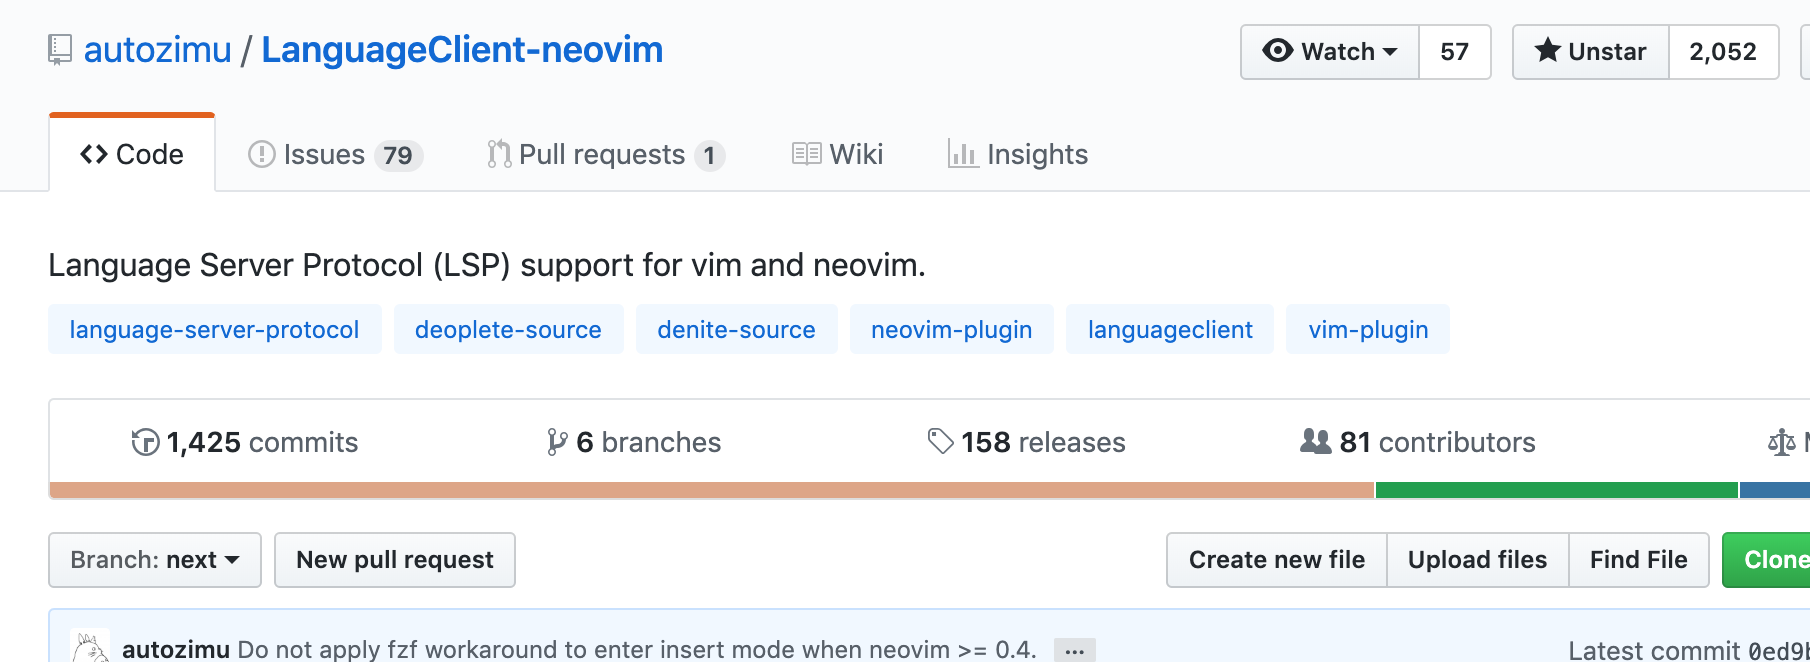 autozimu / LanguageClient-neovim
Watch 57
Unstar 2,052
Code
Issues 79
Pull requests 1
Wiki
Insights
Language Server Protocol (LSP) support for vim and neovim.
language-server-protocol deoplete-source denite-source neovim-plugin languageclient vim-plugin
1,425 commits
6 branches
158 releases
81 contributors
Branch: next
New pull request
Create new file
Upload files
Find File
Clone
autozimu Do not apply fzf workaround to enter insert mode when neovim >= 0.4. ...
Latest commit 0ed9b